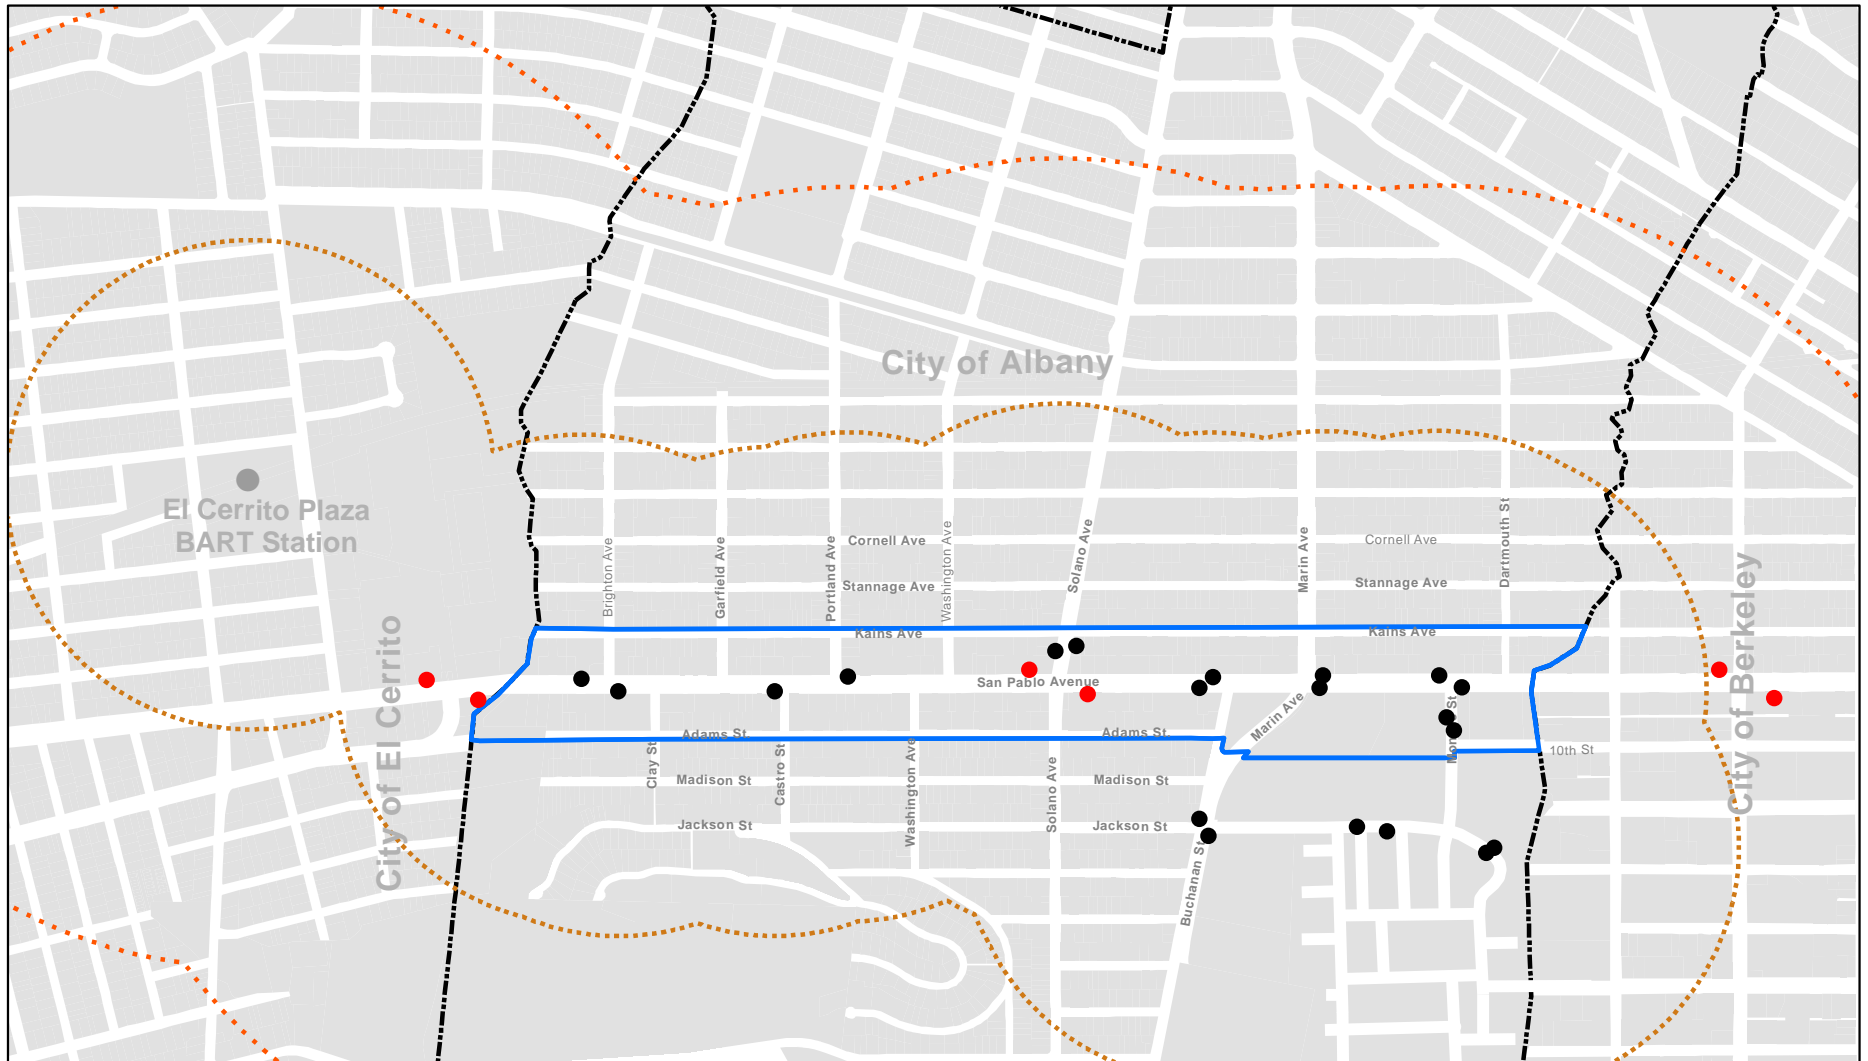 City of Albany
El Cerrito Plaza
BART Station
City of El Cerrito
City of Berkeley
Brighton Ave
Garfield Ave
Portland Ave
Washington Ave
Solano Ave
Marin Ave
Dartmouth St
Cornell Ave
Cornell Ave
Stannage Ave
Stannage Ave
Kains Ave
Kains Ave
San Pablo Avenue
Marin Ave
Adams St
Adams St.
10th St
Clay St
Castro St
Washington Ave
Solano Ave
Madison St
Madison St
Jackson St
Jackson St
Buchanan St